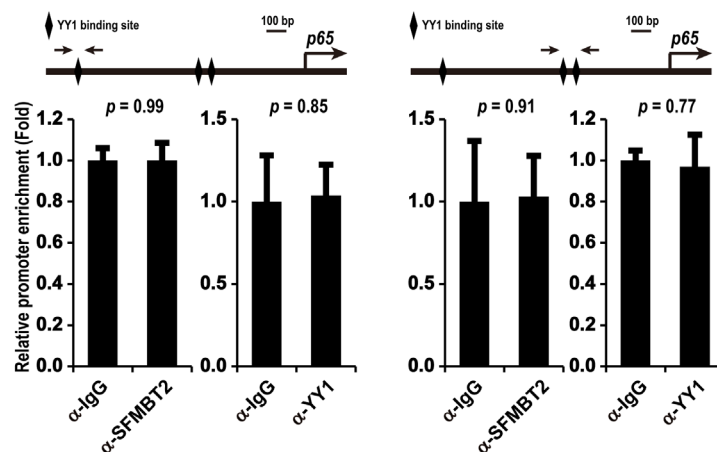 YY1 binding site
100 bp
p65
YY1 binding site
100 bp
p65
Relative promoter enrichment (Fold)
p = 0.99
1.2
1.0
0.8
0.6
0.4
0.2
0.0
α-IgG
α-SFMBT2
p = 0.85
1.5
1.0
0.5
0.0
α-IgG
α-YY1
p = 0.91
1.5
1.0
0.5
0.0
α-IgG
α-SFMBT2
p = 0.77
1.2
1.0
0.8
0.6
0.4
0.2
0.0
α-IgG
α-YY1